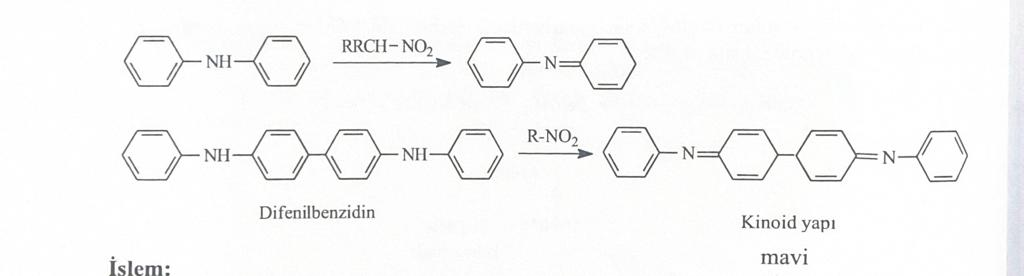 NH
RRCH-NO2
N
NH
NH
R-NO2
N
N
Difenilbenzidin
Kinoid yapı
mavi
İşlem: